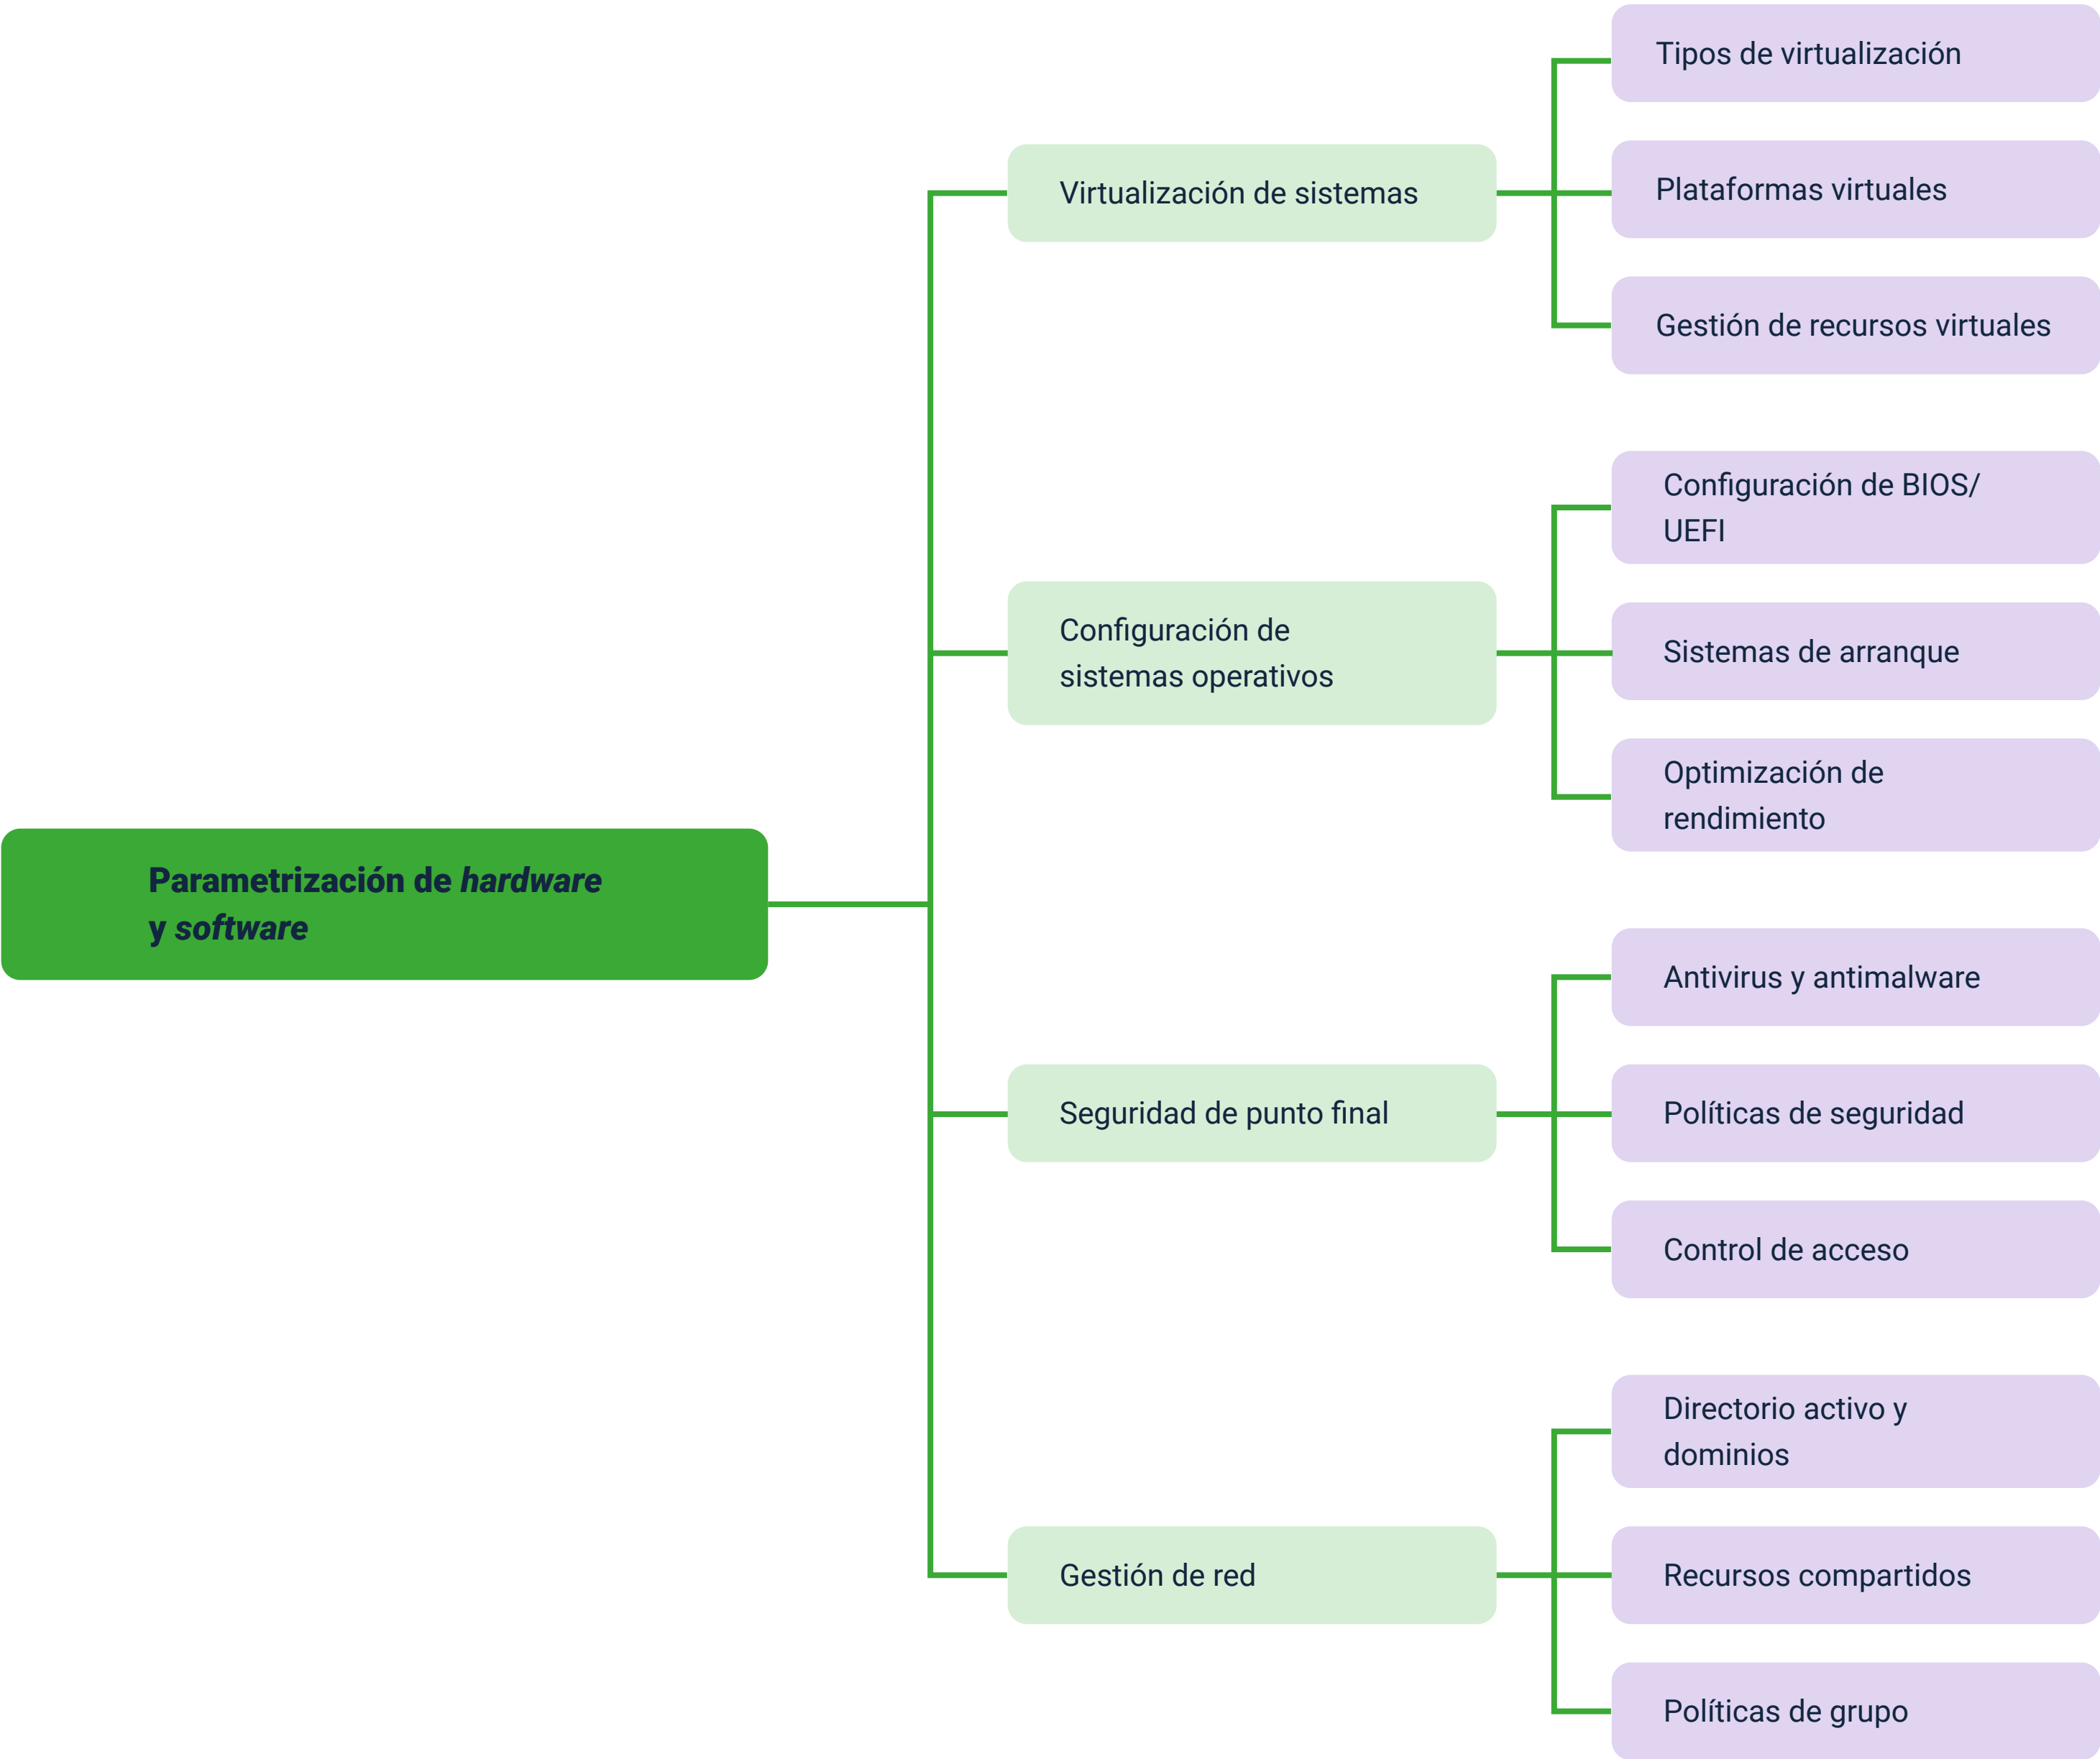 Parametrización de hardware
y software
Virtualización de sistemas
Tipos de virtualización
Plataformas virtuales
Gestión de recursos virtuales
Configuración de
sistemas operativos
Configuración de BIOS/
UEFI
Sistemas de arranque
Optimización de
rendimiento
Seguridad de punto final
Antivirus y antimalware
Políticas de seguridad
Control de acceso
Gestión de red
Directorio activo y
dominios
Recursos compartidos
Políticas de grupo